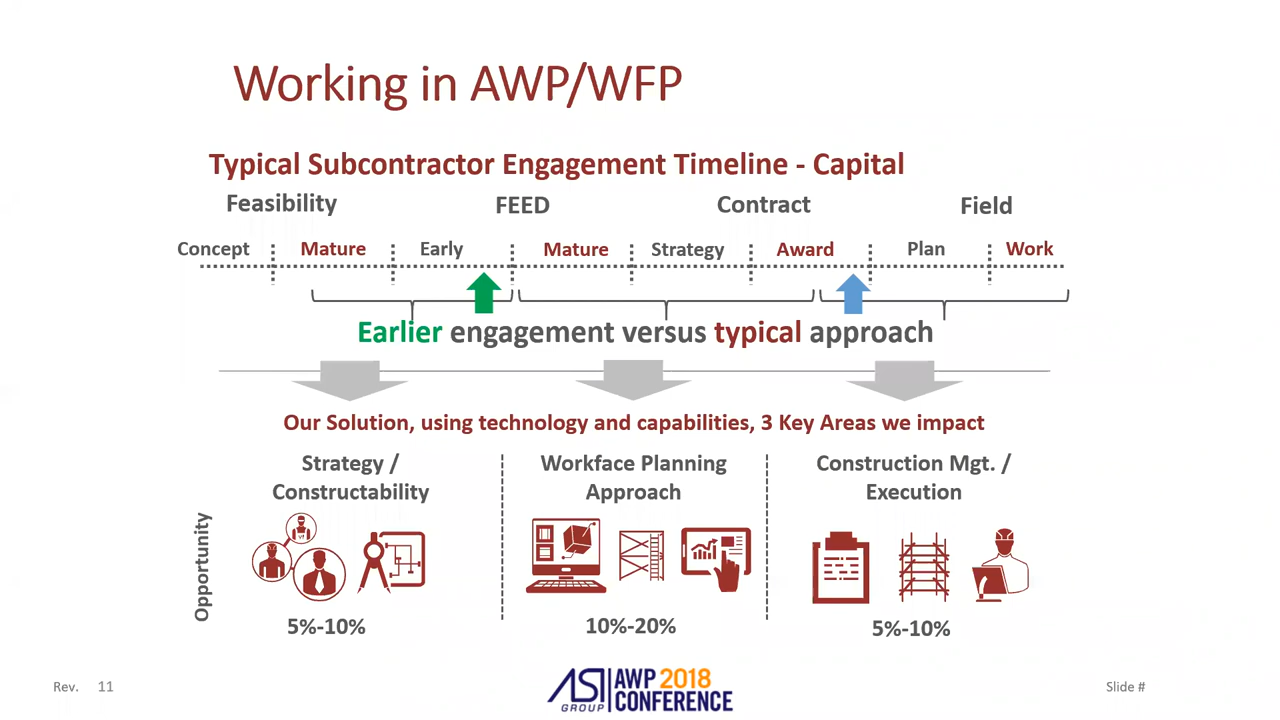 Working in AWP/WFP
Typical Subcontractor Engagement Timeline - Capital
Feasibility FEED Contract Field
Concept Mature Early Mature Strategy Award Plan Work
Earlier engagement versus typical approach
Our Solution, using technology and capabilities, 3 Key Areas we impact
Strategy /
Constructability
Workface Planning
Approach
Construction Mgt. /
Execution
Opportunity
5%-10% 10%-20% 5%-10%
Rev. 11
ASI
GROUP
AWP 2018
CONFERENCE
Slide #